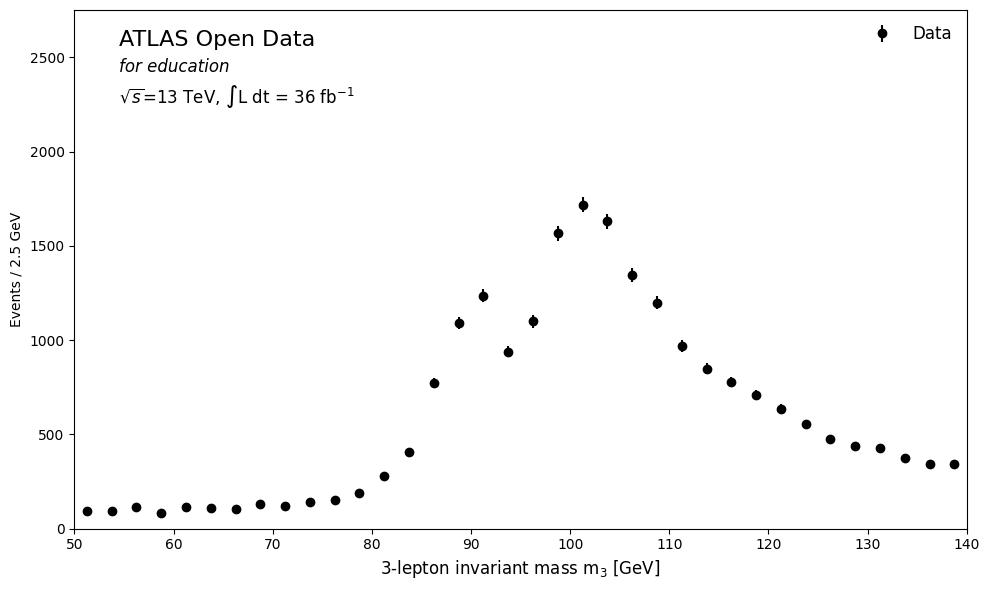 ATLAS Open Data
for education
√s=13 TeV, ∫L dt = 36 fb⁻¹
Data
2500
2000
1500
1000
500
0
Events / 2.5 GeV
50 60 70 80 90 100 110 120 130 140
3-lepton invariant mass m₃ [GeV]